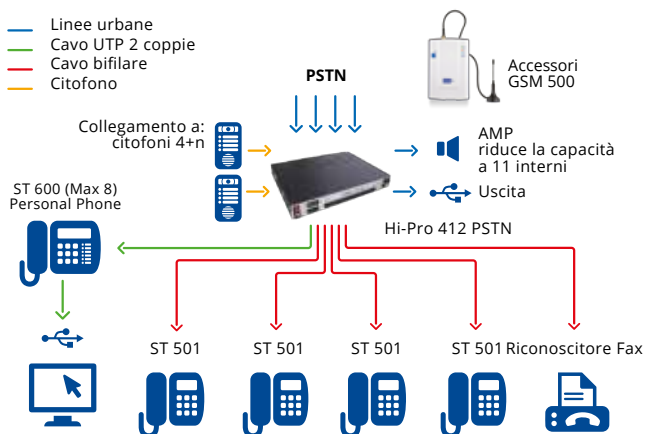 Linee urbane
Cavo UTP 2 coppie
Cavo bifilare
Citofono
PSTN
Accessori
GSM 500
Collegamento a:
citofoni 4+n
AMP
riduce la capacità
a 11 interni
Uscita
ST 600 (Max 8)
Personal Phone
Hi-Pro 412 PSTN
ST 501
ST 501
ST 501
ST 501
Riconoscitore Fax